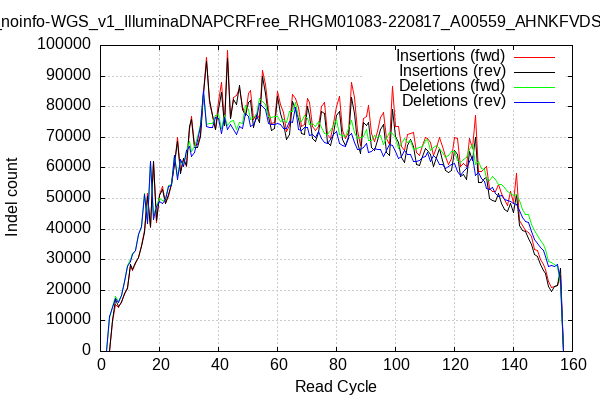 _noinfo-WGS_v1_IlluminaDNAPCRFree_RHGM01083-220817_A00559_AHNKFVDS
Insertions (fwd)
Insertions (rev)
Deletions (fwd)
Deletions (rev)
100000
90000
80000
70000
60000
50000
40000
30000
20000
10000
0
Indel count
0 20 40 60 80 100 120 140 160
Read Cycle